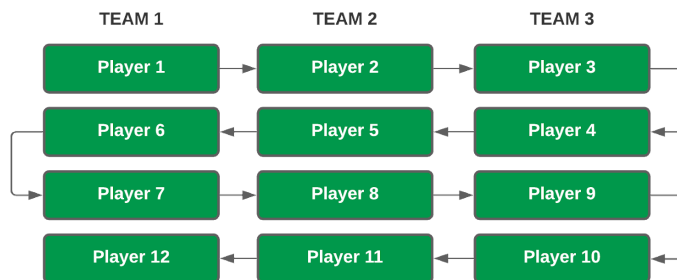 TEAM 1 TEAM 2 TEAM 3
Player 1 Player 2 Player 3
Player 6 Player 5 Player 4
Player 7 Player 8 Player 9
Player 12 Player 11 Player 10